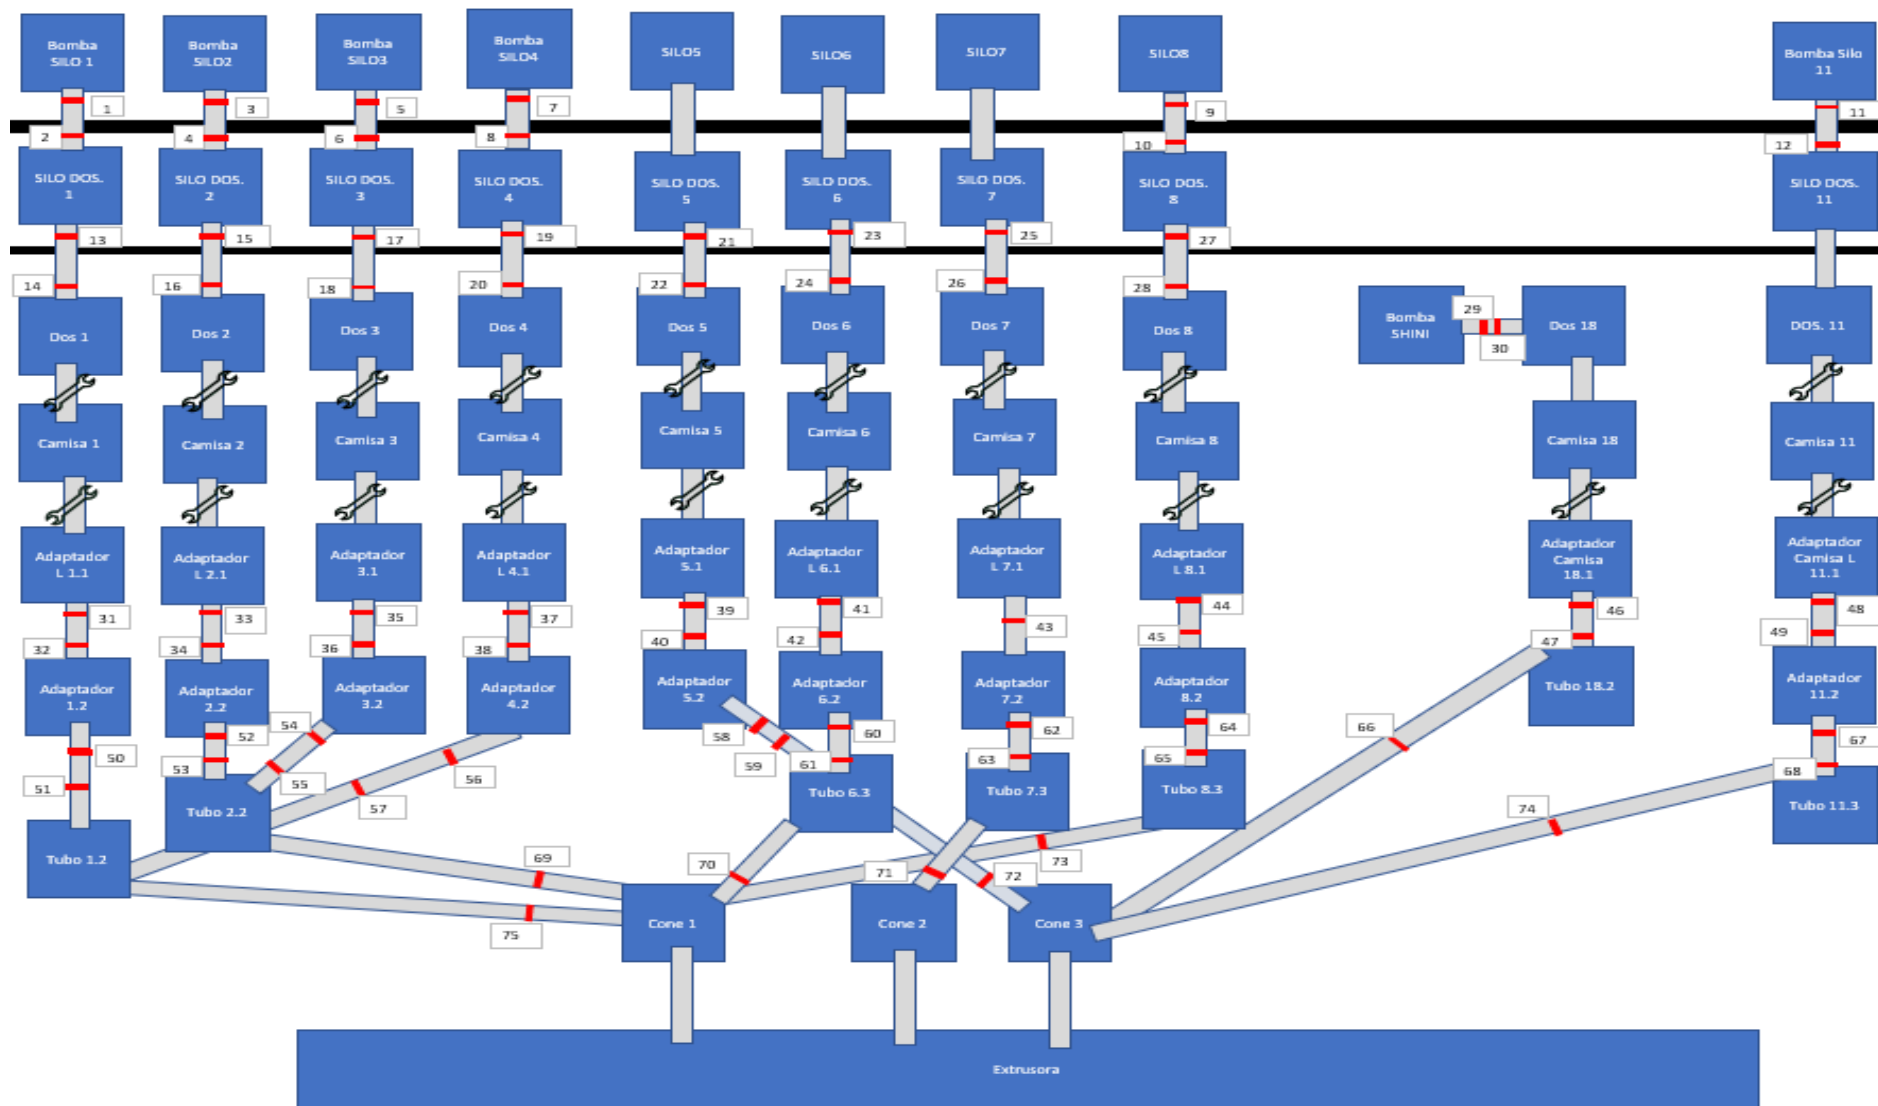 Bomba
SILO 1
Bomba
SILO2
Bomba
SILO3
Bomba
SILO4
SILO5
SILO6
SILO7
SILO8
Bomba Silo
11
1
3
5
7
9
11
2
4
6
8
10
12
SILO DOS.
1
SILO DOS.
2
SILO DOS.
3
SILO DOS.
4
SILO DOS.
5
SILO DOS.
6
SILO DOS.
7
SILO DOS.
8
SILO DOS.
11
13
15
17
19
21
23
25
27
14
16
18
20
22
24
26
28
Dos 1
Dos 2
Dos 3
Dos 4
Dos 5
Dos 6
Dos 7
Dos 8
Bomba
SHINI
29
30
Dos 18
DOS. 11
Camisa 1
Camisa 2
Camisa 3
Camisa 4
Camisa 5
Camisa 6
Camisa 7
Camisa 8
Camisa 18
Camisa 11
Adaptador
L 1.1
Adaptador
L 2.1
Adaptador
3.1
Adaptador
L 4.1
Adaptador
5.1
Adaptador
L 6.1
Adaptador
L 7.1
Adaptador
L 8.1
Adaptador
Camisa
18.1
Adaptador
Camisa L
11.1
31
33
35
37
39
41
43
44
46
48
32
34
36
38
40
42
45
47
49
Adaptador
1.2
Adaptador
2.2
Adaptador
3.2
Adaptador
4.2
Adaptador
5.2
Adaptador
6.2
Adaptador
7.2
Adaptador
8.2
Tubo 18.2
Adaptador
11.2
50
52
54
56
58
60
62
64
66
67
51
53
55
57
59
61
63
65
68
Tubo 1.2
Tubo 2.2
Tubo 6.3
Tubo 7.3
Tubo 8.3
Tubo 11.3
69
70
71
72
73
74
75
Cone 1
Cone 2
Cone 3
Extrusora